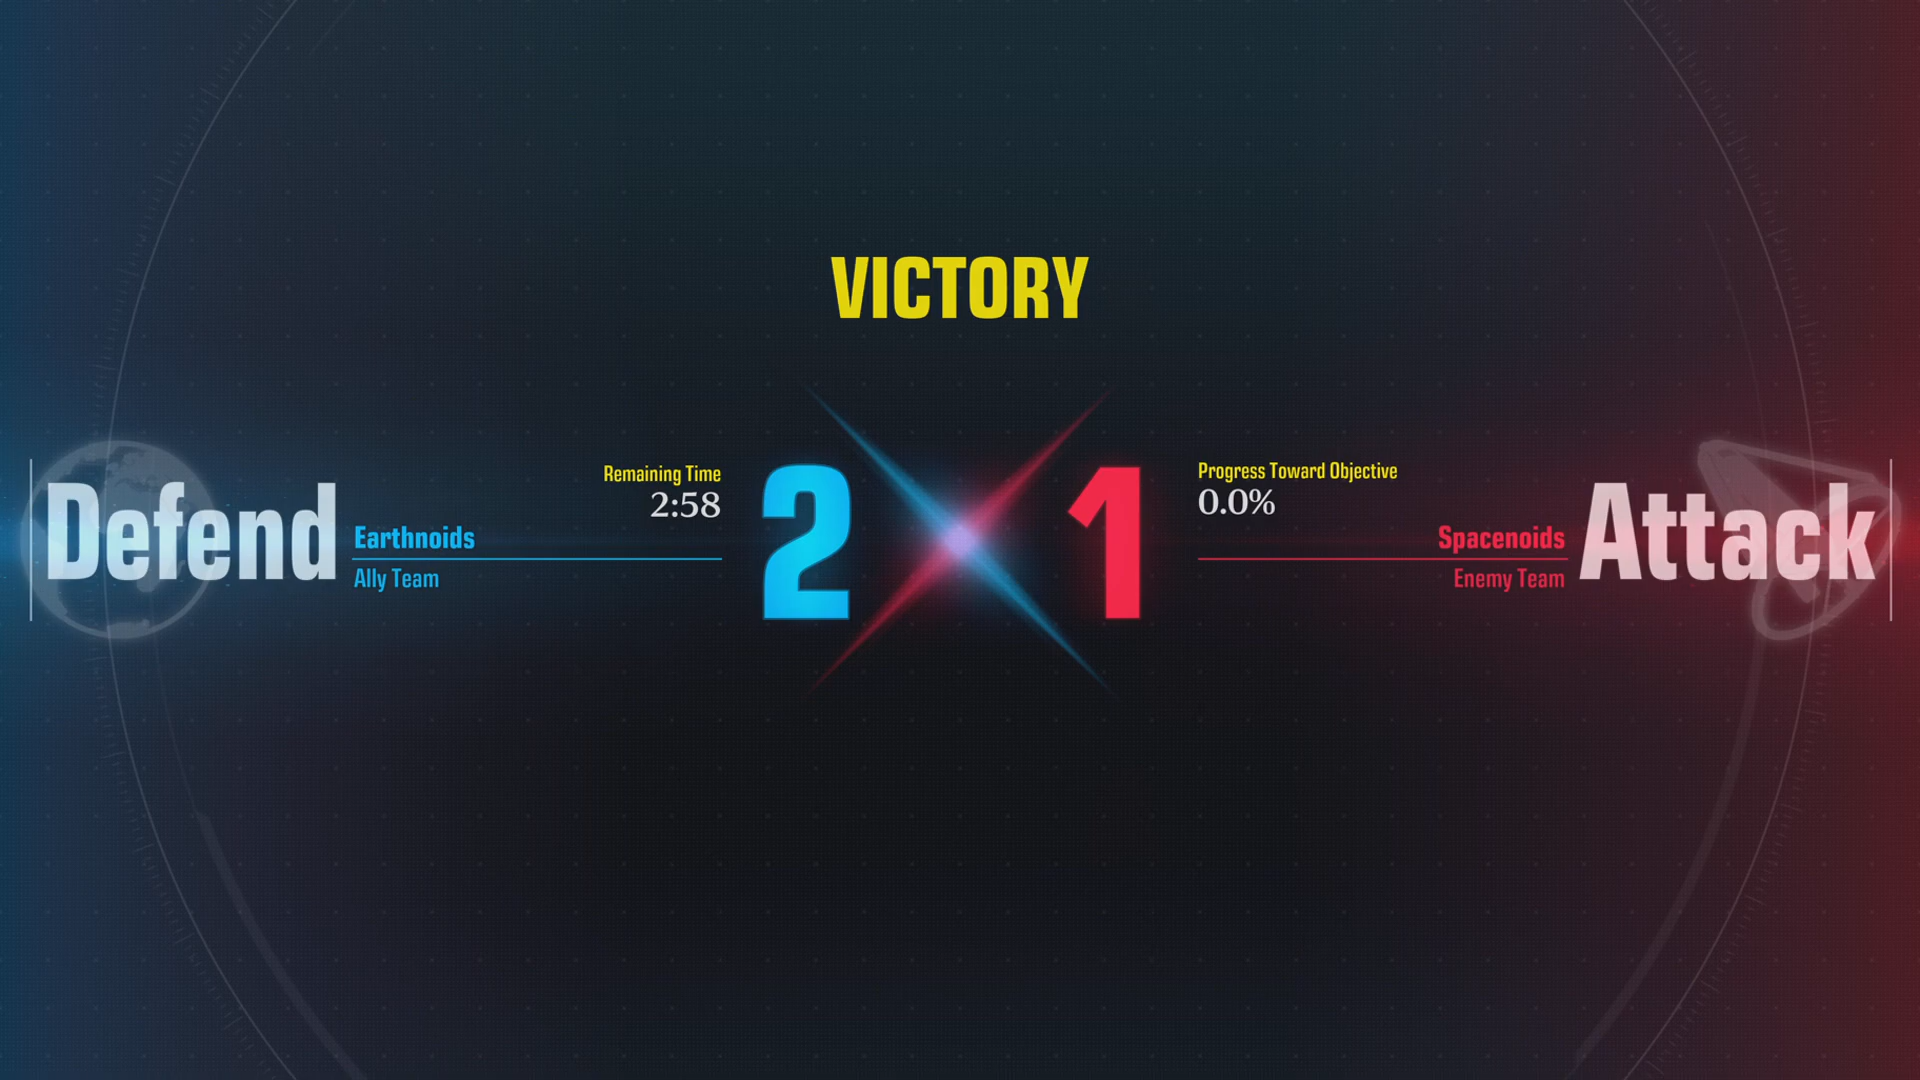 VICTORY
Defend
Earthnoids
Ally Team
Remaining Time
2:58
2
1
Progress Toward Objective
0.0%
Spacenoids
Enemy Team
Attack